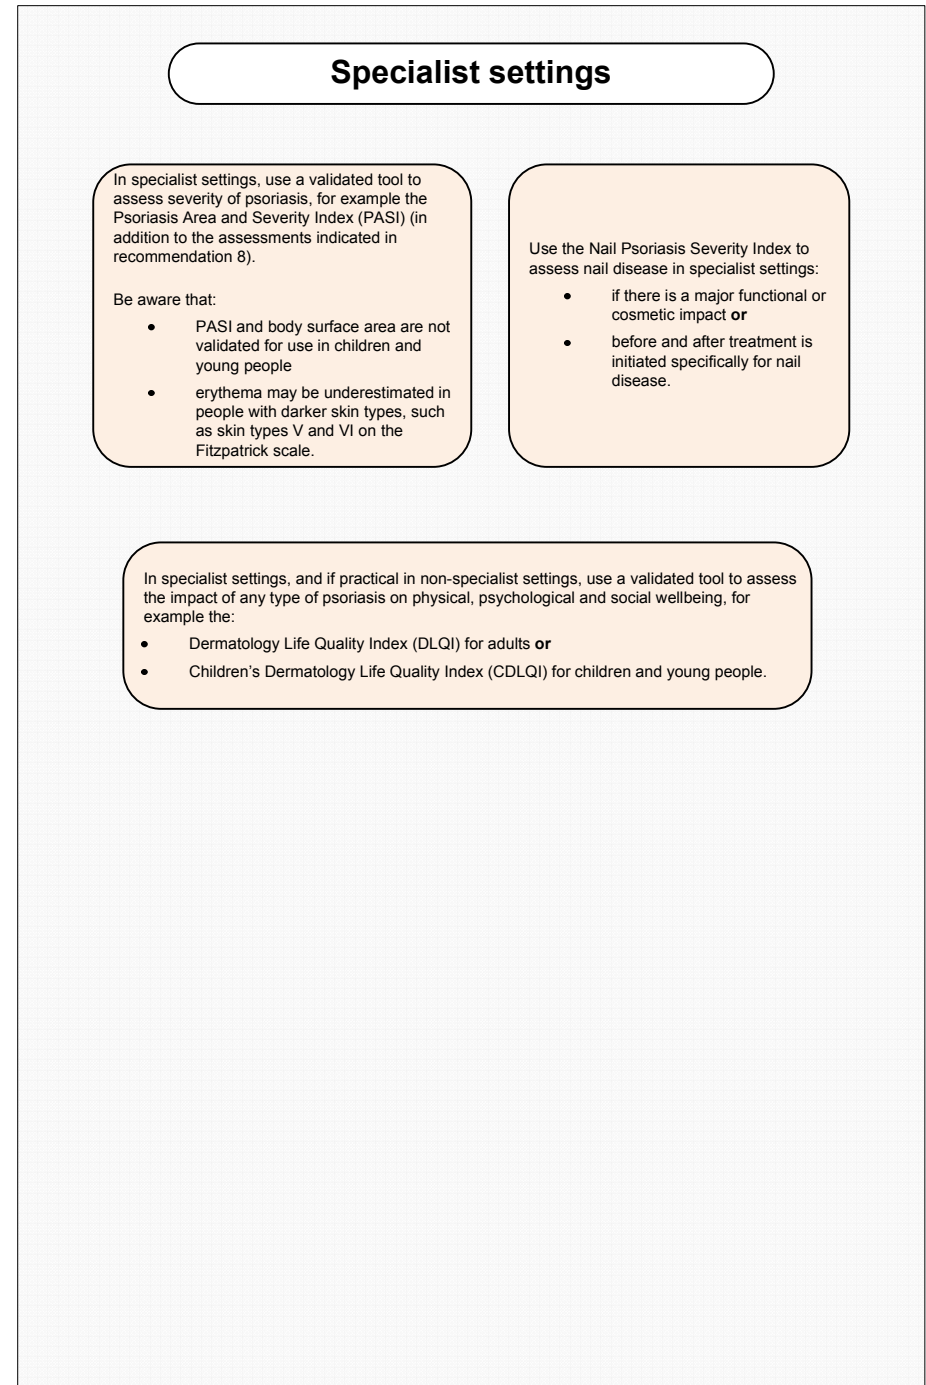 Specialist settings
In specialist settings, use a validated tool to
assess severity of psoriasis, for example the
Psoriasis Area and Severity Index (PASI) (in
addition to the assessments indicated in
recommendation 8).
Be aware that:
• PASI and body surface area are not
validated for use in children and
young people
• erythema may be underestimated in
people with darker skin types, such
as skin types V and VI on the
Fitzpatrick scale.
Use the Nail Psoriasis Severity Index to
assess nail disease in specialist settings:
• if there is a major functional or
cosmetic impact or
• before and after treatment is
initiated specifically for nail
disease.
In specialist settings, and if practical in non-specialist settings, use a validated tool to assess
the impact of any type of psoriasis on physical, psychological and social wellbeing, for
example the:
• Dermatology Life Quality Index (DLQI) for adults or
• Children's Dermatology Life Quality Index (CDLQI) for children and young people.